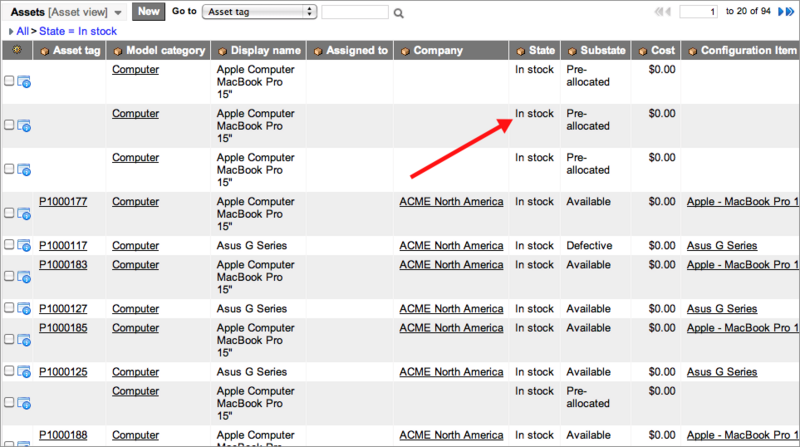 Assets [Asset view] New Go to Asset tag 1 to 20 of 94
All > State = In stock
Asset tag Model category Display name Assigned to Company State Substate Cost Configuration Item
Computer Apple Computer In stock Pre- $0.00
MacBook Pro allocated
15"
Computer Apple Computer In stock Pre- $0.00
MacBook Pro allocated
15"
Computer Apple Computer In stock Pre- $0.00
MacBook Pro allocated
15"
P1000177 Computer Apple Computer ACME North America In stock Available $0.00 Apple - MacBook Pro 1
MacBook Pro
15"
P1000117 Computer Asus G Series ACME North America In stock Defective $0.00 Asus G Series
P1000183 Computer Apple Computer ACME North America In stock Available $0.00 Apple - MacBook Pro 1
MacBook Pro
15"
P1000127 Computer Asus G Series ACME North America In stock Available $0.00 Asus G Series
P1000185 Computer Apple Computer ACME North America In stock Available $0.00 Apple - MacBook Pro 1
MacBook Pro
15"
P1000125 Computer Asus G Series ACME North America In stock Available $0.00 Asus G Series
Computer Apple Computer In stock Pre- $0.00
MacBook Pro allocated
15"
P1000188 Computer Apple Computer ACME North America In stock Available $0.00 Apple - MacBook Pro 1